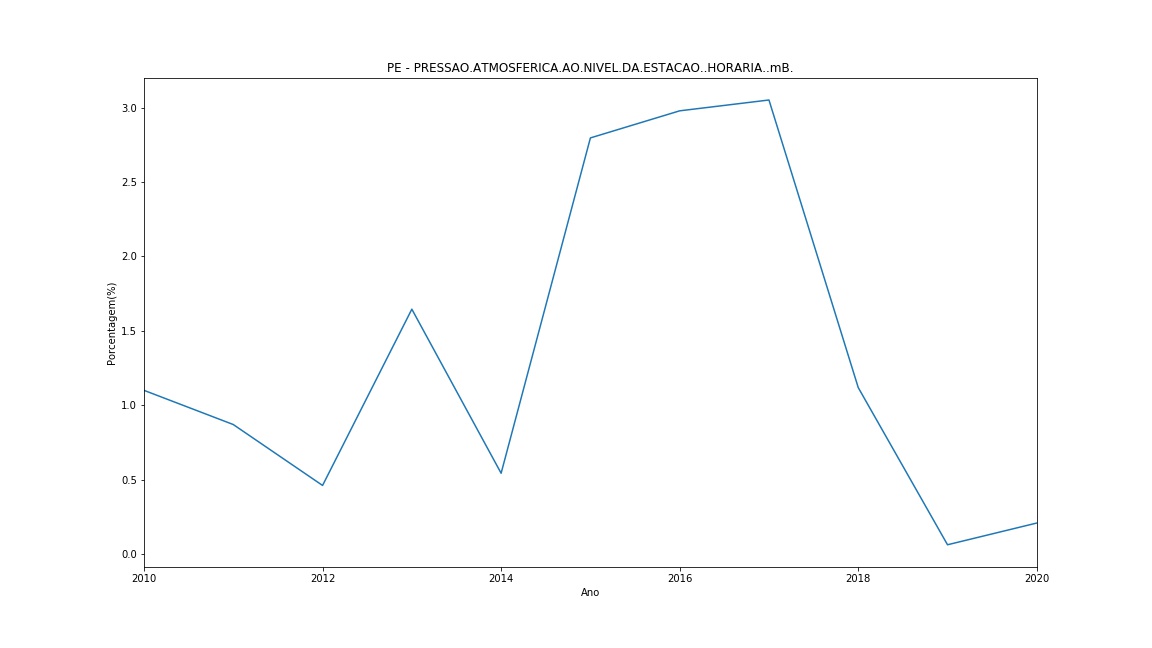 PE - PRESSAO.ATMOSFERICA.AO.NIVEL.DA.ESTACAO..HORARIA..mB.
3.0
2.5
2.0
1.5
1.0
0.5
0.0
Porcentagem(%)
2010 2012 2014 2016 2018 2020
Ano